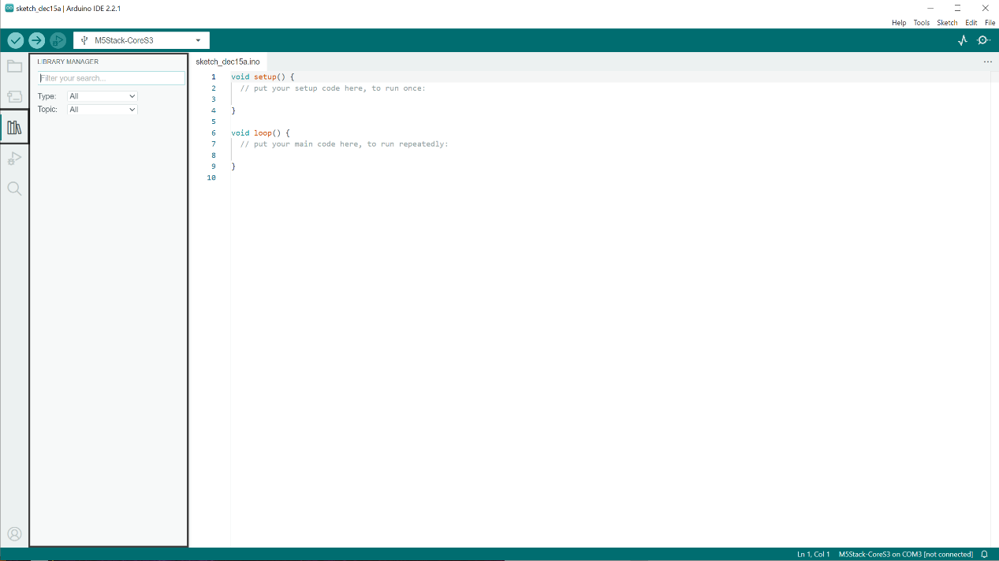 sketch_dec15a | Arduino IDE 2.2.1
Help Tools Sketch Edit File
M5Stack-CoreS3
LIBRARY MANAGER
Filter your search...
Type: All
Topic: All
sketch_dec15a.ino
1 void setup() {
2 // put your setup code here, to run once:
3
4 }
5
6 void loop() {
7 // put your main code here, to run repeatedly:
8
9 }
10
Ln 1, Col 1 M5Stack-CoreS3 on COM3 [not connected]